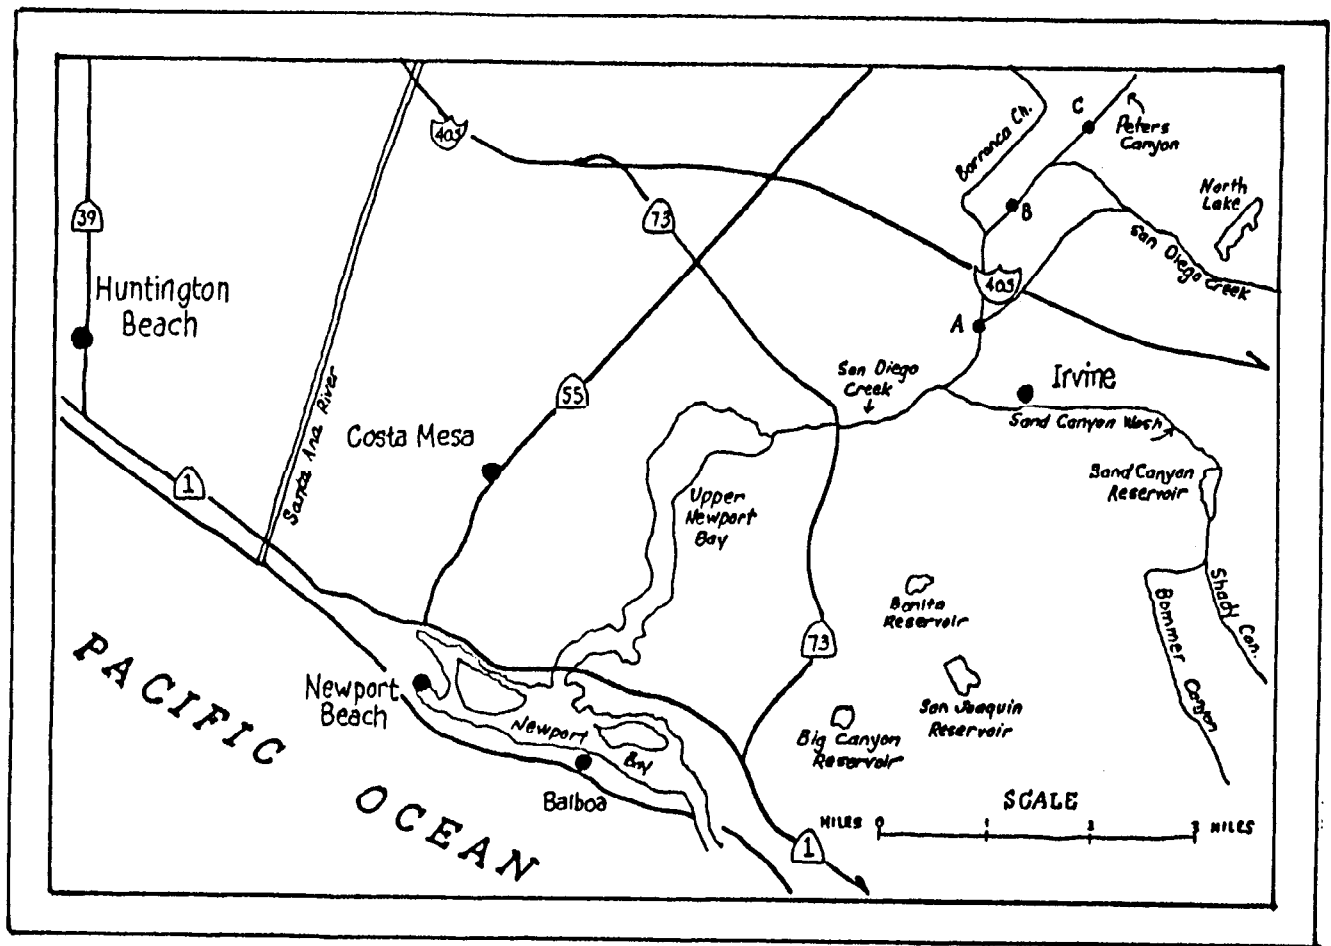 405
Barranca Ch.
C
Peters
Canyon
North
Lake
39
73
B
San Diego
Creek
Huntington
Beach
405
A
Irvine
San Diego
Creek
55
Sand Canyon Wash
Santa Ana River
Costa Mesa
Sand Canyon
Reservoir
1
Upper
Newport
Bay
Bonita
Reservoir
Shady Can.
Bommer Canyon
73
PACIFIC OCEAN
Newport
Beach
San Joaquin
Reservoir
Newport
Bay
Big Canyon
Reservoir
Balboa
SCALE
MILES 0 1 2 3 MILES
1